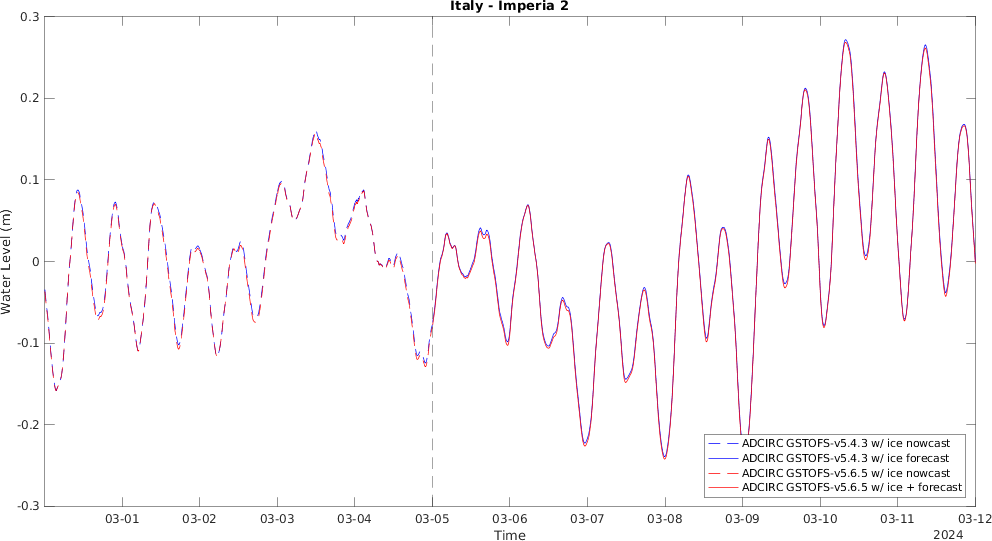 Italy - Imperia 2
0.3
0.2
0.1
0
-0.1
-0.2
-0.3
Water Level (m)
ADCIRC GSTOFS-v5.4.3 w/ ice nowcast
ADCIRC GSTOFS-v5.4.3 w/ ice forecast
ADCIRC GSTOFS-v5.6.5 w/ ice nowcast
ADCIRC GSTOFS-v5.6.5 w/ ice + forecast
03-01 03-02 03-03 03-04 03-05 03-06 03-07 03-08 03-09 03-10 03-11 03-12
Time
2024